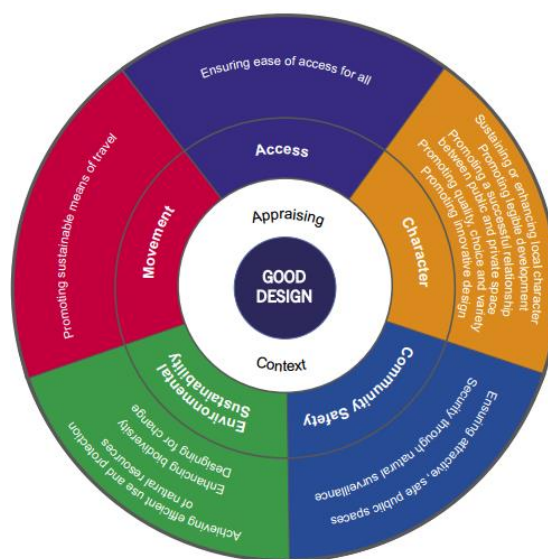 Ensuring ease of access for all
Access
Sustaining or enhancing local character
Promoting legible development
Promoting a successful relationship
between public and private space
Promoting quality, choice and variety
Promoting innovative design
Character
Ensuring attractive, safe public spaces
Security through natural surveillance
Community Safety
Environmental
Sustainability
Achieving efficient use and protection
of natural resources
Enhancing biodiversity
Designing for change
Promoting sustainable means of travel
Movement
Appraising
GOOD
DESIGN
Context